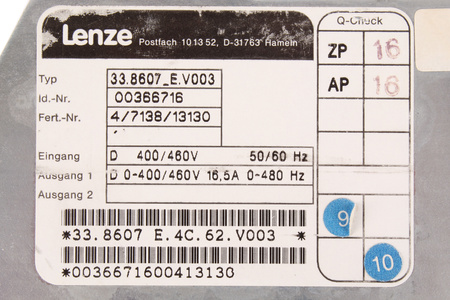 Lenze Postfach 10 13 52, D-31763 Hameln
Q-Check
ZP 16
AP 16
Typ 33.8607_E.V003
Id.-Nr. 00366716
Fert.-Nr. 4/7138/13130
Eingang D 400/460V 50/60 Hz
Ausgang 1 D 0-400/460V 16,5A 0-480 Hz
Ausgang 2
9
*33.8607 E.4C.62.V003 *
*0036671600413130 *
10